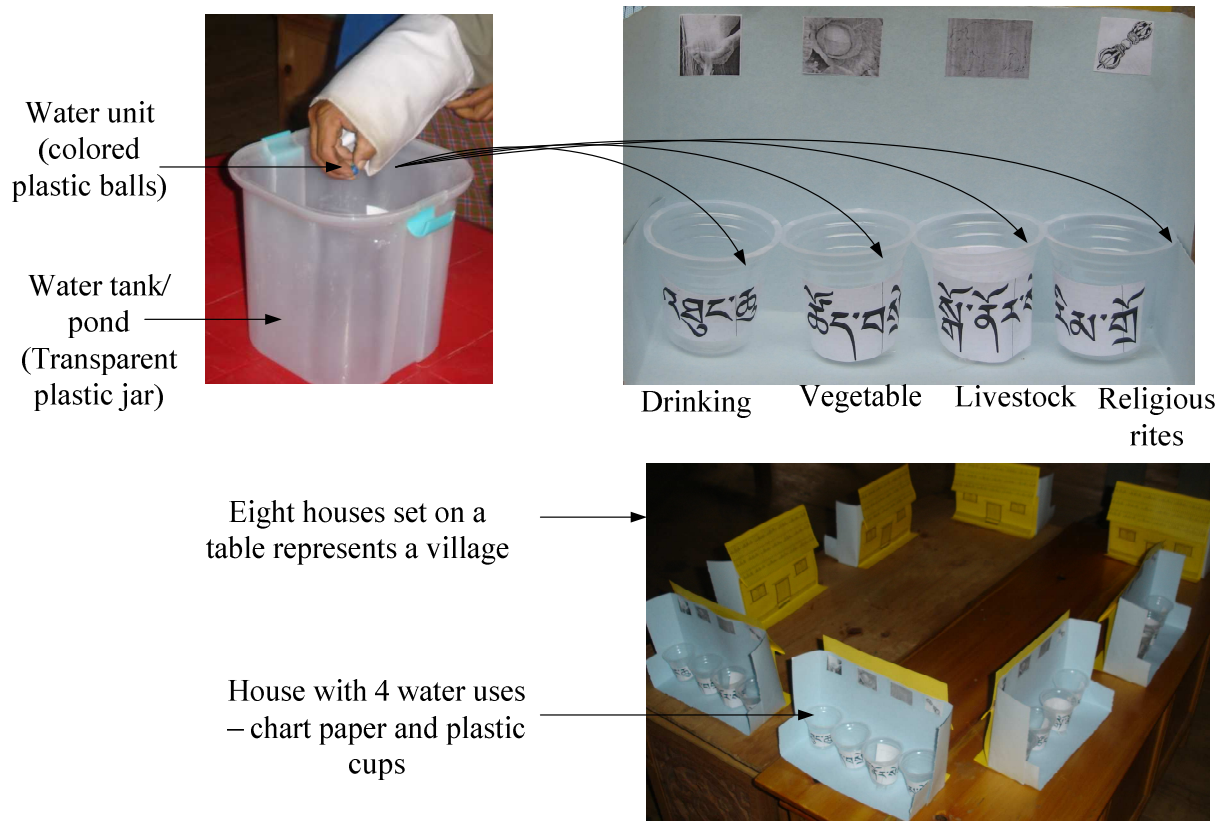 Water unit
(colored
plastic balls)
Water tank/
pond
(Transparent
plastic jar)
འཐུང་ཆུ
Drinking
Vegetable
Livestock
Religious
rites
Eight houses set on a
table represents a village
House with 4 water uses
– chart paper and plastic
cups